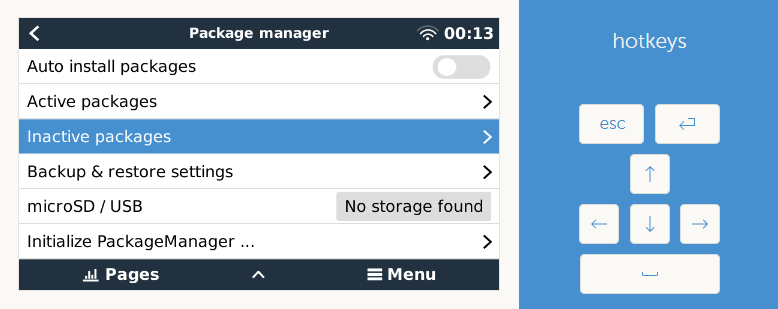 Package manager
00:13
Auto install packages
Active packages
Inactive packages
Backup & restore settings
microSD / USB
No storage found
Initialize PackageManager ...
Pages
Menu
hotkeys
esc